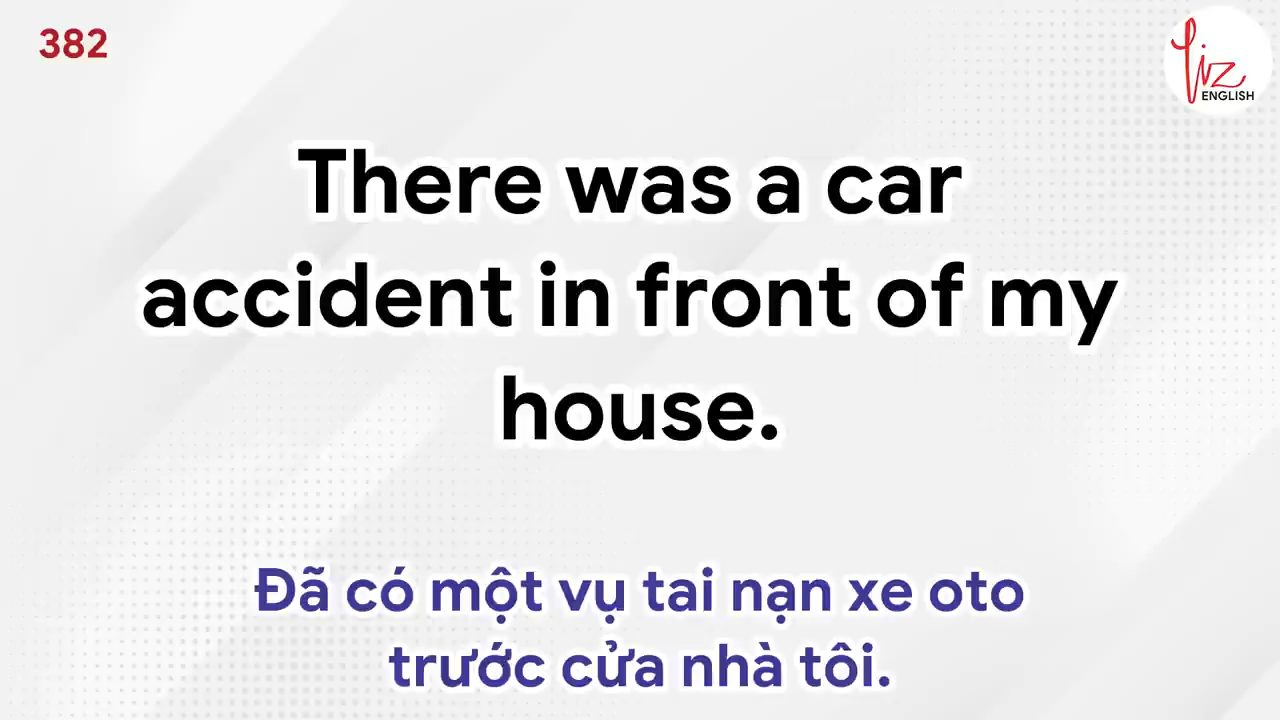 382
Liz
ENGLISH
There was a car
accident in front of my
house.
Đã có một vụ tai nạn xe oto
trước cửa nhà tôi.